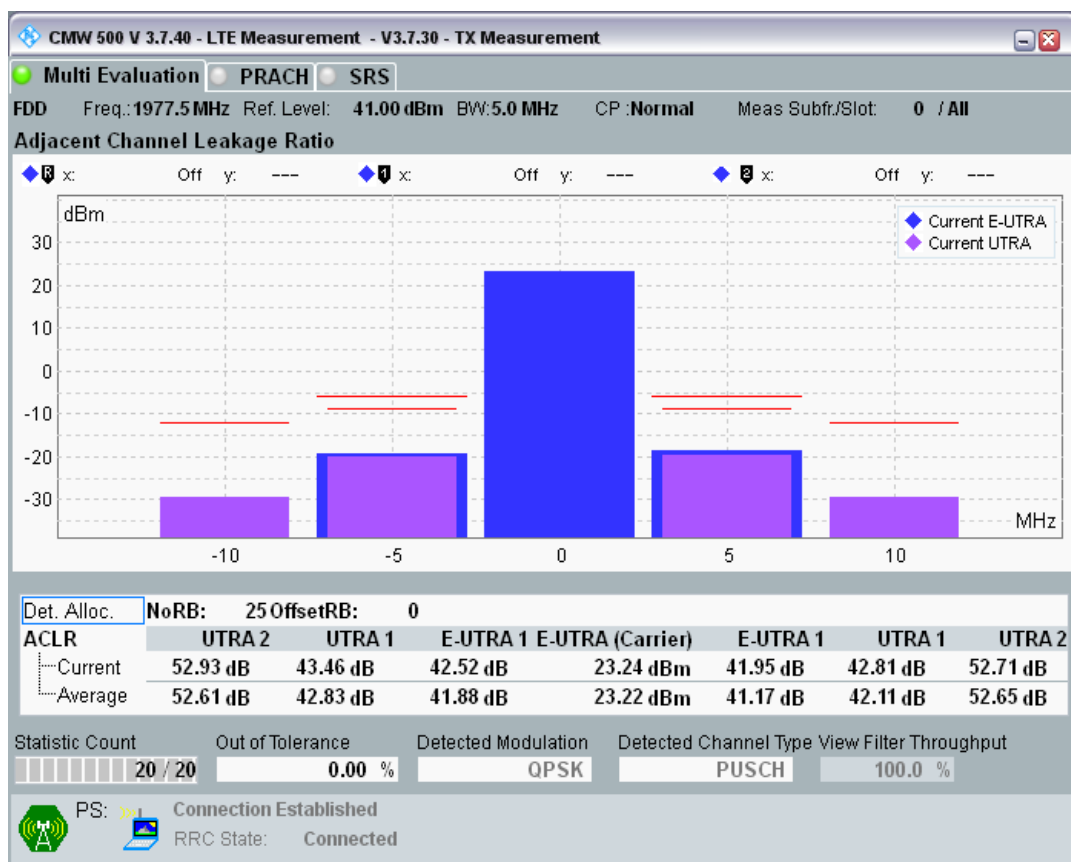 CMW 500 V 3.7.40 - LTE Measurement - V3.7.30 - TX Measurement
Multi Evaluation PRACH SRS
FDD Freq.: 1977.5 MHz Ref. Level: 41.00 dBm BW: 5.0 MHz CP : Normal Meas Subfr./Slot: 0 / All
Adjacent Channel Leakage Ratio
R x: Off y: --- 1 x: Off y: --- 2 x: Off y: ---
dBm
Current E-UTRA
Current UTRA
30
20
10
0
-10
-20
-30
MHz
-10 -5 0 5 10
Det. Alloc. NoRB: 25 OffsetRB: 0
ACLR UTRA 2 UTRA 1 E-UTRA 1 E-UTRA (Carrier) E-UTRA 1 UTRA 1 UTRA 2
Current 52.93 dB 43.46 dB 42.52 dB 23.24 dBm 41.95 dB 42.81 dB 52.71 dB
Average 52.61 dB 42.83 dB 41.88 dB 23.22 dBm 41.17 dB 42.11 dB 52.65 dB
Statistic Count Out of Tolerance Detected Modulation Detected Channel Type View Filter Throughput
20 / 20 0.00 % QPSK PUSCH 100.0 %
PS: Connection Established
RRC State: Connected